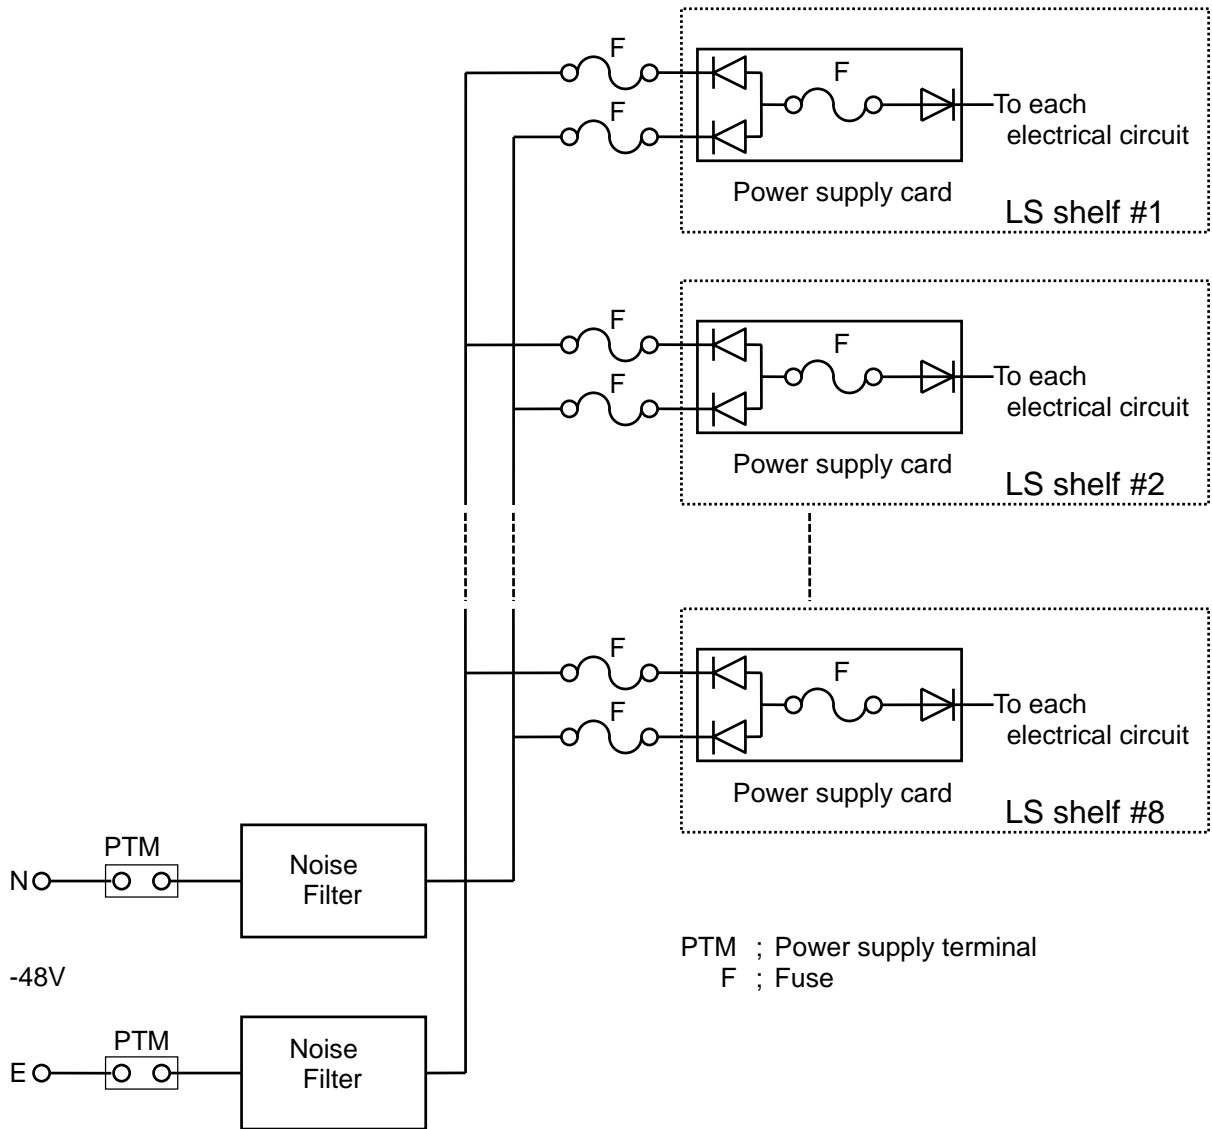 F
F
F
To each
electrical circuit
Power supply card
LS shelf #1
F
F
F
To each
electrical circuit
Power supply card
LS shelf #2
F
F
F
To each
electrical circuit
Power supply card
LS shelf #8
PTM
N
Noise
Filter
-48V
PTM ; Power supply terminal
F ; Fuse
PTM
E
Noise
Filter